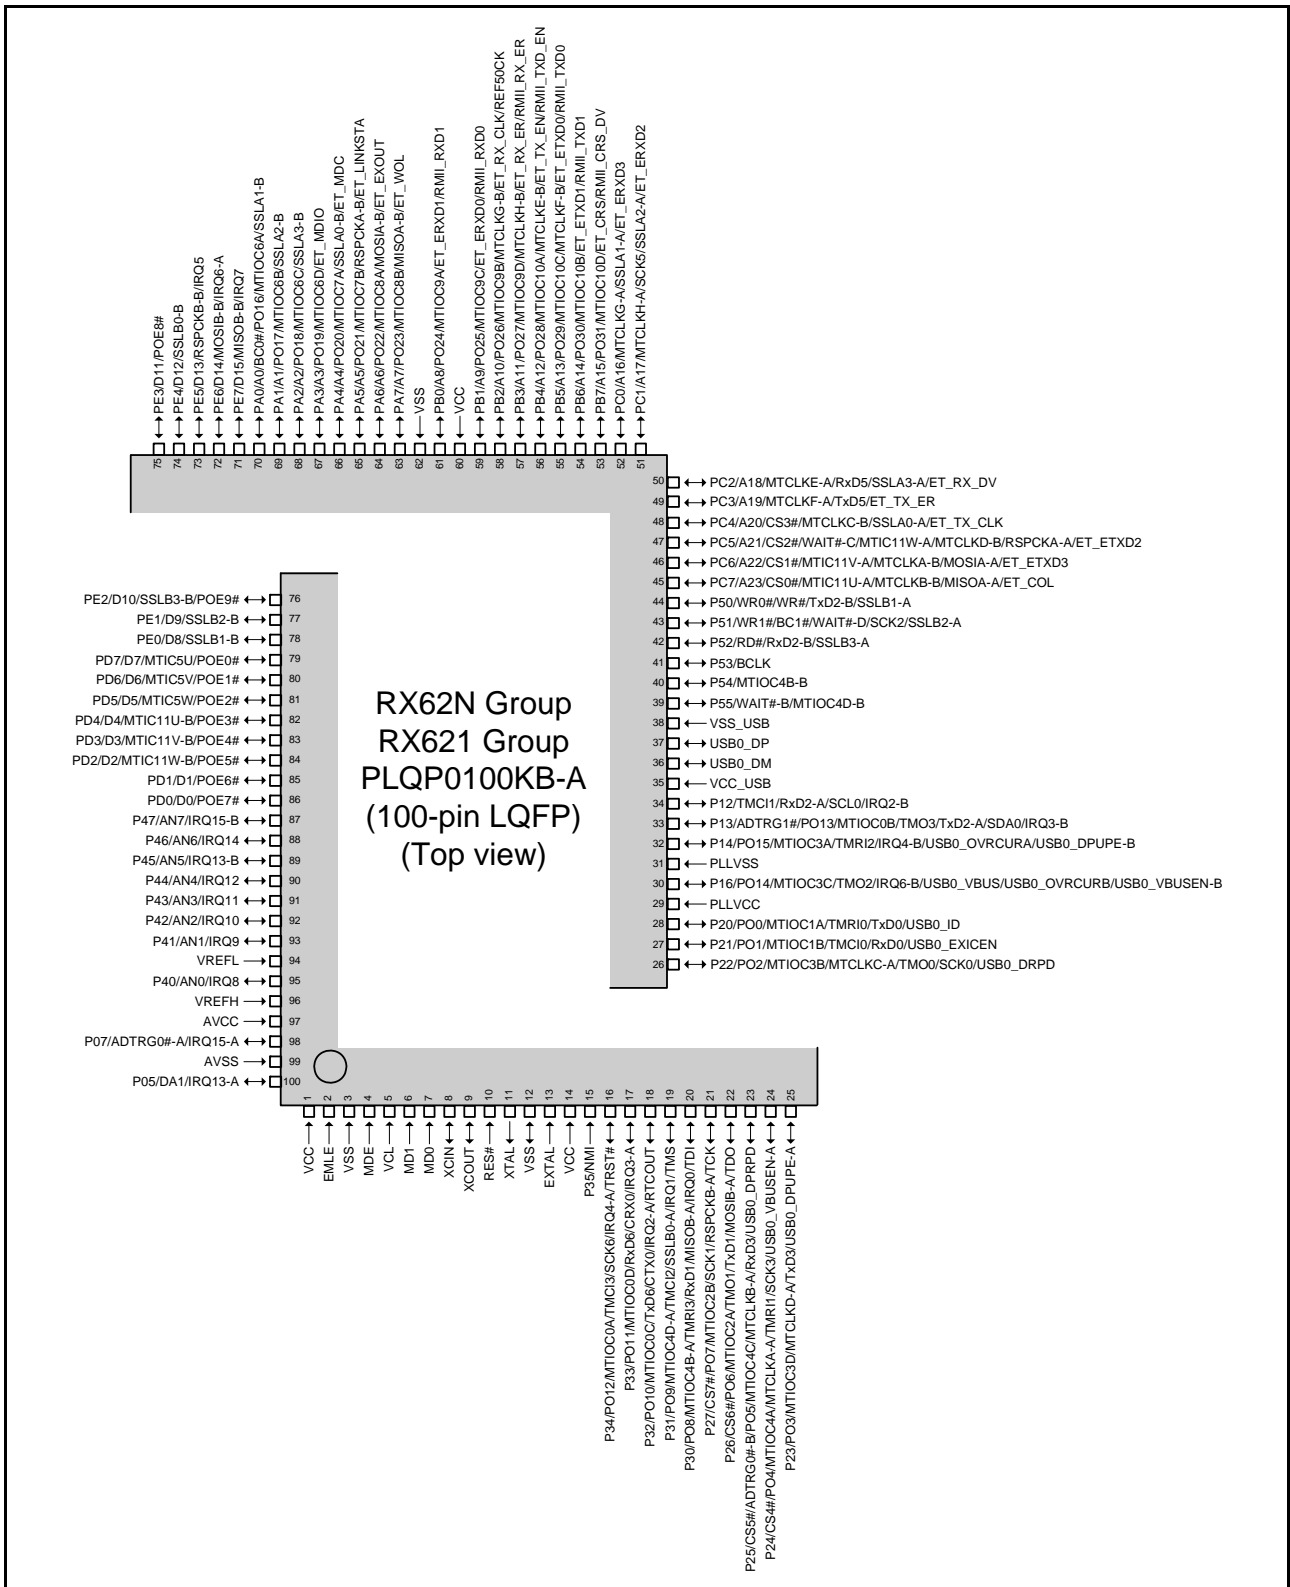 PE3/D11/POE8#
PE4/D12/SSLB0-B
PE5/D13/RSPCKB-B/IRQ5
PE6/D14/MOSIB-B/IRQ6-A
PE7/D15/MISOB-B/IRQ7
PA0/A0/BC0#/PO16/MTIOC6A/SSLA1-B
PA1/A1/PO17/MTIOC6B/SSLA2-B
PA2/A2/PO18/MTIOC6C/SSLA3-B
PA3/A3/PO19/MTIOC6D/ET_MDIO
PA4/A4/PO20/MTIOC7A/SSLA0-B/ET_MDC
PA5/A5/PO21/MTIOC7B/RSPCKA-B/ET_LINKSTA
PA6/A6/PO22/MTIOC8A/MOSIA-B/ET_EXOUT
PA7/A7/PO23/MTIOC8B/MISOA-B/ET_WOL
VSS
PB0/A8/PO24/MTIOC9A/ET_ERXD1/RMII_RXD1
VCC
PB1/A9/PO25/MTIOC9C/ET_ERXD0/RMII_RXD0
PB2/A10/PO26/MTIOC9B/MTCLKG-B/ET_RX_CLK/REF50CK
PB3/A11/PO27/MTIOC9D/MTCLKH-B/ET_RX_ER/RMII_RX_ER
PB4/A12/PO28/MTIOC10A/MTCLKE-B/ET_TX_EN/RMII_TXD_EN
PB5/A13/PO29/MTIOC10C/MTCLKF-B/ET_ETXD0/RMII_TXD0
PB6/A14/PO30/MTIOC10B/ET_ETXD1/RMII_TXD1
PB7/A15/PO31/MTIOC10D/ET_CRS/RMII_CRS_DV
PC0/A16/MTCLKG-A/SSLA1-A/ET_ERXD3
PC1/A17/MTCLKH-A/SCK5/SSLA2-A/ET_ERXD2
75 74 73 72 71 70 69 68 67 66 65 64 63 62 61 60 59 58 57 56 55 54 53 52 51
50 PC2/A18/MTCLKE-A/RxD5/SSLA3-A/ET_RX_DV
49 PC3/A19/MTCLKF-A/TxD5/ET_TX_ER
48 PC4/A20/CS3#/MTCLKC-B/SSLA0-A/ET_TX_CLK
47 PC5/A21/CS2#/WAIT#-C/MTIC11W-A/MTCLKD-B/RSPCKA-A/ET_ETXD2
46 PC6/A22/CS1#/MTIC11V-A/MTCLKA-B/MOSIA-A/ET_ETXD3
45 PC7/A23/CS0#/MTIC11U-A/MTCLKB-B/MISOA-A/ET_COL
44 P50/WR0#/WR#/TxD2-B/SSLB1-A
43 P51/WR1#/BC1#/WAIT#-D/SCK2/SSLB2-A
42 P52/RD#/RxD2-B/SSLB3-A
41 P53/BCLK
40 P54/MTIOC4B-B
39 P55/WAIT#-B/MTIOC4D-B
38 VSS_USB
37 USB0_DP
36 USB0_DM
35 VCC_USB
34 P12/TMCI1/RxD2-A/SCL0/IRQ2-B
33 P13/ADTRG1#/PO13/MTIOC0B/TMO3/TxD2-A/SDA0/IRQ3-B
32 P14/PO15/MTIOC3A/TMRI2/IRQ4-B/USB0_OVRCURA/USB0_DPUPE-B
31 PLLVSS
30 P16/PO14/MTIOC3C/TMO2/IRQ6-B/USB0_VBUS/USB0_OVRCURB/USB0_VBUSEN-B
29 PLLVCC
28 P20/PO0/MTIOC1A/TMRI0/TxD0/USB0_ID
27 P21/PO1/MTIOC1B/TMCI0/RxD0/USB0_EXICEN
26 P22/PO2/MTIOC3B/MTCLKC-A/TMO0/SCK0/USB0_DRPD
PE2/D10/SSLB3-B/POE9# 76
PE1/D9/SSLB2-B 77
PE0/D8/SSLB1-B 78
PD7/D7/MTIC5U/POE0# 79
PD6/D6/MTIC5V/POE1# 80
PD5/D5/MTIC5W/POE2# 81
PD4/D4/MTIC11U-B/POE3# 82
PD3/D3/MTIC11V-B/POE4# 83
PD2/D2/MTIC11W-B/POE5# 84
PD1/D1/POE6# 85
PD0/D0/POE7# 86
P47/AN7/IRQ15-B 87
P46/AN6/IRQ14 88
P45/AN5/IRQ13-B 89
P44/AN4/IRQ12 90
P43/AN3/IRQ11 91
P42/AN2/IRQ10 92
P41/AN1/IRQ9 93
VREFL 94
P40/AN0/IRQ8 95
VREFH 96
AVCC 97
P07/ADTRG0#-A/IRQ15-A 98
AVSS 99
P05/DA1/IRQ13-A 100
RX62N Group
RX621 Group
PLQP0100KB-A
(100-pin LQFP)
(Top view)
1 2 3 4 5 6 7 8 9 10 11 12 13 14 15 16 17 18 19 20 21 22 23 24 25
VCC
EMLE
VSS
MDE
VCL
MD1
MD0
XCIN
XCOUT
RES#
XTAL
VSS
EXTAL
VCC
P35/NMI
P34/PO12/MTIOC0A/TMCI3/SCK6/IRQ4-A/TRST#
P33/PO11/MTIOC0D/RxD6/CRX0/IRQ3-A
P32/PO10/MTIOC0C/TxD6/CTX0/IRQ2-A/RTCOUT
P31/PO9/MTIOC4D-A/TMCI2/SSLB0-A/IRQ1/TMS
P30/PO8/MTIOC4B-A/TMRI3/RxD1/MISOB-A/IRQ0/TDI
P27/CS7#/PO7/MTIOC2B/SCK1/RSPCKB-A/TCK
P26/CS6#/PO6/MTIOC2A/TMO1/TxD1/MOSIB-A/TDO
P25/CS5#/ADTRG0#-B/PO5/MTIOC4C/MTCLKB-A/RxD3/USB0_DPRPD
P24/CS4#/PO4/MTIOC4A/MTCLKA-A/TMRI1/SCK3/USB0_VBUSEN-A
P23/PO3/MTIOC3D/MTCLKD-A/TxD3/USB0_DPUPE-A